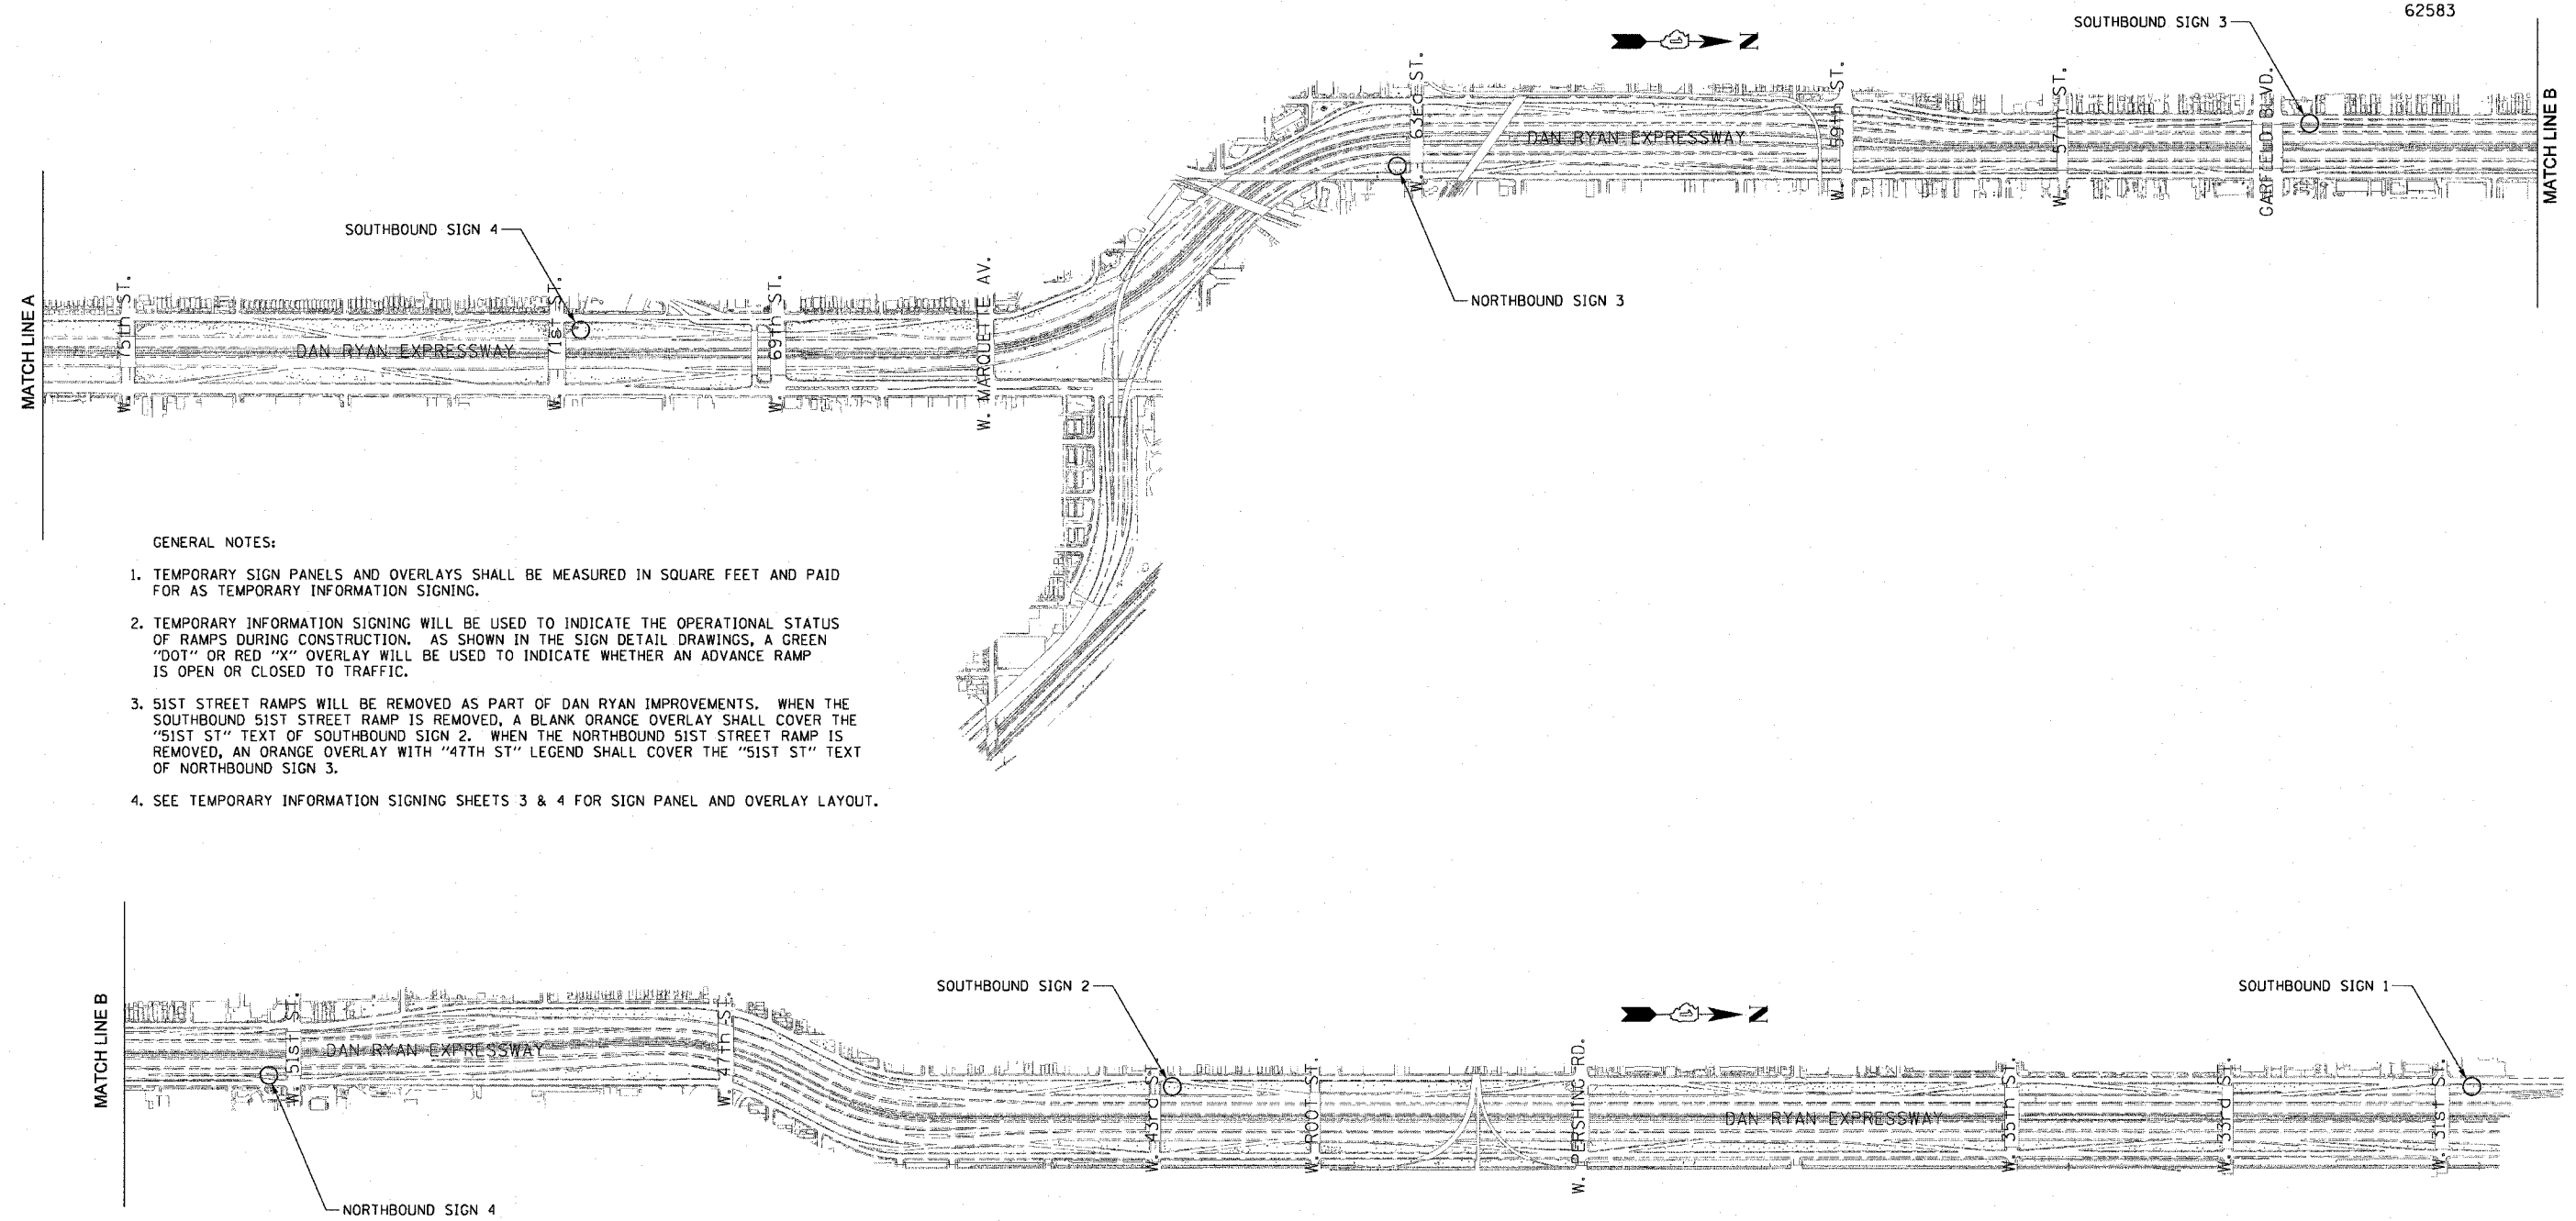 62583
SOUTHBOUND SIGN 3
N
W. 63rd ST.
W. 59th ST.
W. 57th ST.
GARFIELD BLVD.
MATCH LINE B
DAN RYAN EXPRESSWAY
NORTHBOUND SIGN 3
SOUTHBOUND SIGN 4
MATCH LINE A
W. 75th ST.
W. 71st ST.
W. 69th ST.
W. MARQUETTE AV.
DAN RYAN EXPRESSWAY
GENERAL NOTES:
1. TEMPORARY SIGN PANELS AND OVERLAYS SHALL BE MEASURED IN SQUARE FEET AND PAID
FOR AS TEMPORARY INFORMATION SIGNING.
2. TEMPORARY INFORMATION SIGNING WILL BE USED TO INDICATE THE OPERATIONAL STATUS
OF RAMPS DURING CONSTRUCTION. AS SHOWN IN THE SIGN DETAIL DRAWINGS, A GREEN
"DOT" OR RED "X" OVERLAY WILL BE USED TO INDICATE WHETHER AN ADVANCE RAMP
IS OPEN OR CLOSED TO TRAFFIC.
3. 51ST STREET RAMPS WILL BE REMOVED AS PART OF DAN RYAN IMPROVEMENTS. WHEN THE
SOUTHBOUND 51ST STREET RAMP IS REMOVED, A BLANK ORANGE OVERLAY SHALL COVER THE
"51ST ST" TEXT OF SOUTHBOUND SIGN 2. WHEN THE NORTHBOUND 51ST STREET RAMP IS
REMOVED, AN ORANGE OVERLAY WITH "47TH ST" LEGEND SHALL COVER THE "51ST ST" TEXT
OF NORTHBOUND SIGN 3.
4. SEE TEMPORARY INFORMATION SIGNING SHEETS 3 & 4 FOR SIGN PANEL AND OVERLAY LAYOUT.
MATCH LINE B
W. 51st ST.
DAN RYAN EXPRESSWAY
W. 47th ST.
SOUTHBOUND SIGN 2
W. 43rd ST.
W. ROOT ST.
W. PERSHING RD.
N
DAN RYAN EXPRESSWAY
W. 35th ST.
W. 33rd ST.
W. 31st ST.
SOUTHBOUND SIGN 1
NORTHBOUND SIGN 4